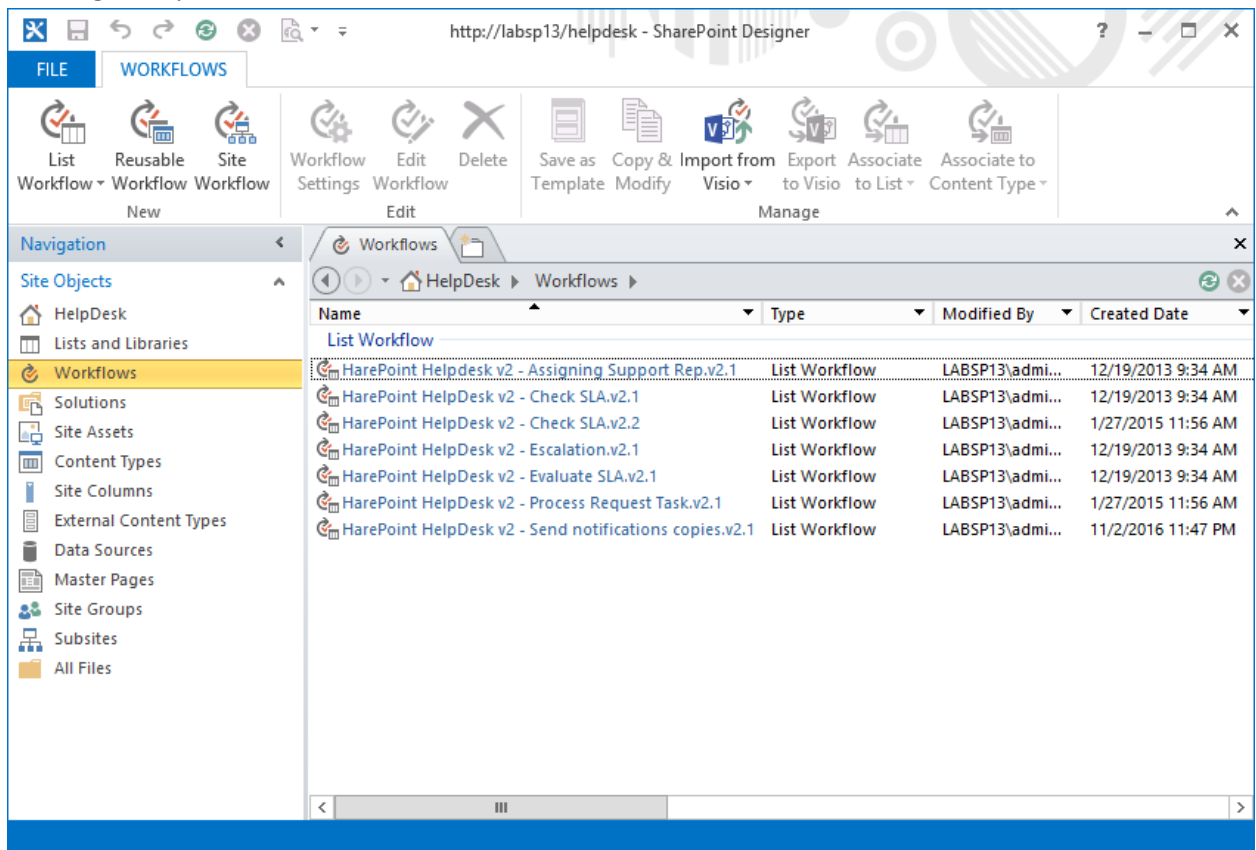 http://labsp13/helpdesk - SharePoint Designer
?
FILE WORKFLOWS
List Workflow
Reusable Workflow
Site Workflow
Workflow Settings
Edit Workflow
Delete
Save as Template
Copy & Modify
Import from Visio
Export to Visio
Associate to List
Associate to Content Type
New Edit Manage
Navigation
Workflows
Site Objects
HelpDesk Workflows
HelpDesk
Lists and Libraries
Workflows
Solutions
Site Assets
Content Types
Site Columns
External Content Types
Data Sources
Master Pages
Site Groups
Subsites
All Files
Name Type Modified By Created Date
List Workflow
HarePoint Helpdesk v2 - Assigning Support Rep.v2.1 List Workflow LABSP13\admi... 12/19/2013 9:34 AM
HarePoint HelpDesk v2 - Check SLA.v2.1 List Workflow LABSP13\admi... 12/19/2013 9:34 AM
HarePoint HelpDesk v2 - Check SLA.v2.2 List Workflow LABSP13\admi... 1/27/2015 11:56 AM
HarePoint HelpDesk v2 - Escalation.v2.1 List Workflow LABSP13\admi... 12/19/2013 9:34 AM
HarePoint HelpDesk v2 - Evaluate SLA.v2.1 List Workflow LABSP13\admi... 12/19/2013 9:34 AM
HarePoint HelpDesk v2 - Process Request Task.v2.1 List Workflow LABSP13\admi... 1/27/2015 11:56 AM
HarePoint HelpDesk v2 - Send notifications copies.v2.1 List Workflow LABSP13\admi... 11/2/2016 11:47 PM